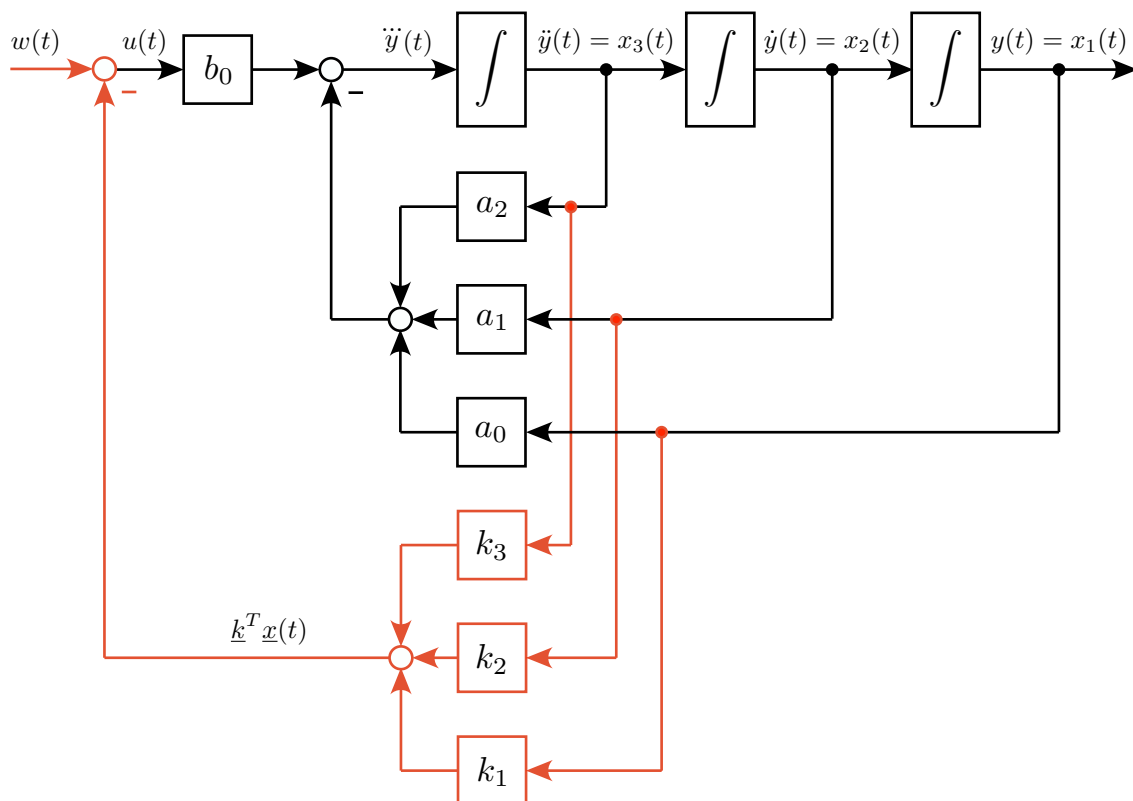 w(t) u(t) b₀ y⃛(t) ∫ ÿ(t) = x₃(t) ∫ ẏ(t) = x₂(t) ∫ y(t) = x₁(t)
− −
a₂
a₁
a₀
k₃
k̲ᵀ x̲(t)
k₂
k₁